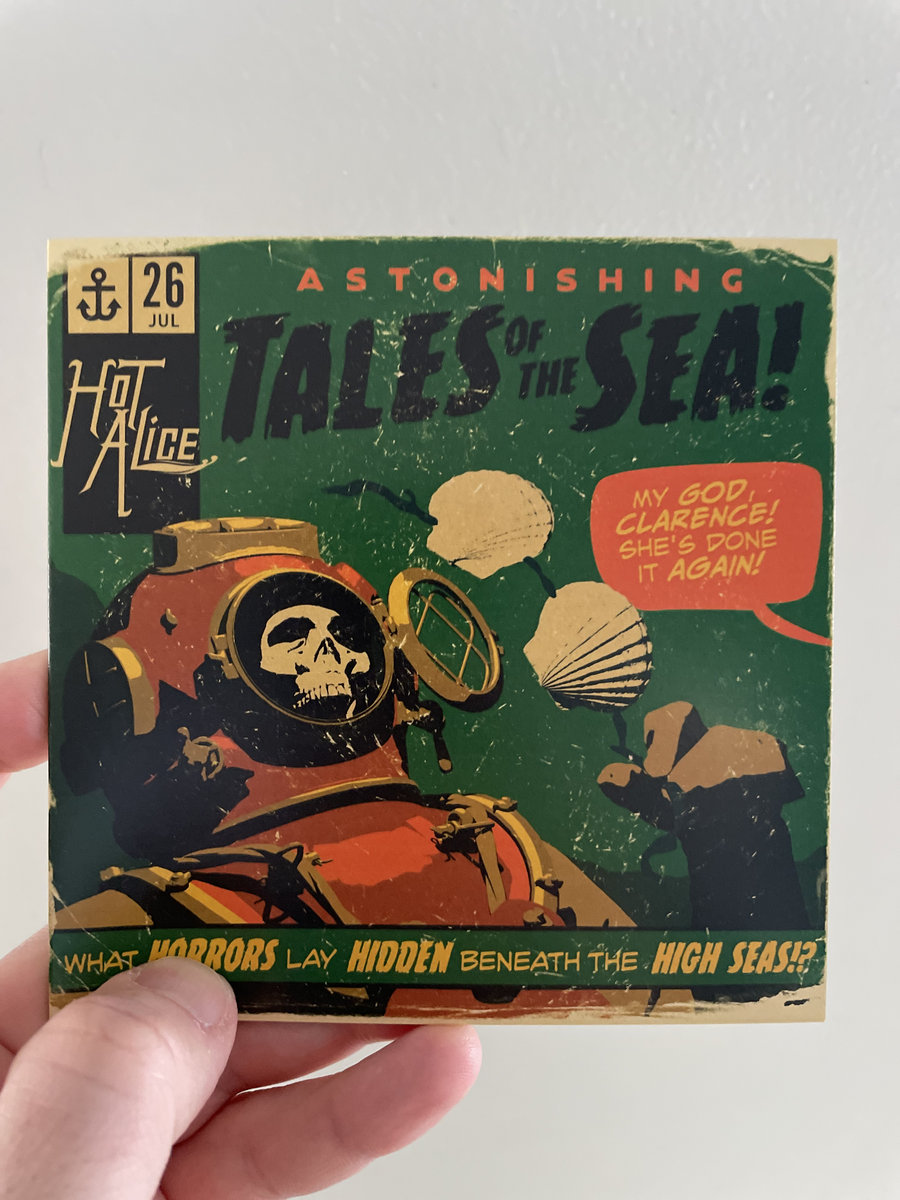 26
JUL
HOT
ALICE
ASTONISHING
TALES OF THE SEA!
MY GOD,
CLARENCE!
SHE'S DONE
IT AGAIN!
WHAT HORRORS LAY HIDDEN BENEATH THE HIGH SEAS!?